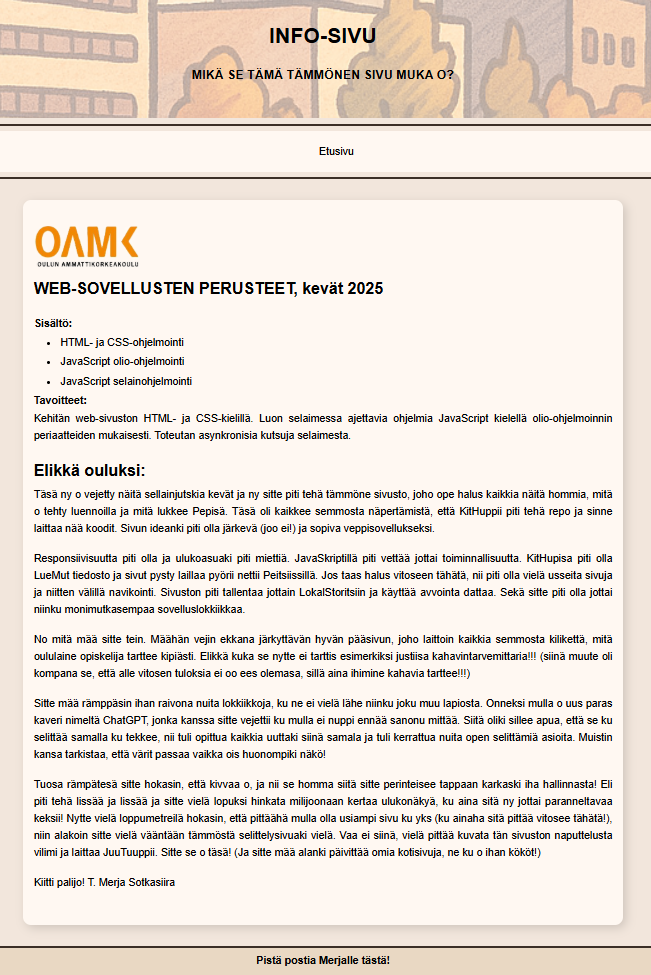 INFO-SIVU
MIKÄ SE TÄMÄ TÄMMÖNEN SIVU MUKA O?
Etusivu
OAMK
OULUN AMMATTIKORKEAKOULU
WEB-SOVELLUSTEN PERUSTEET, kevät 2025
Sisältö:
• HTML- ja CSS-ohjelmointi
• JavaScript olio-ohjelmointi
• JavaScript selainohjelmointi
Tavoitteet:
Kehitän web-sivuston HTML- ja CSS-kielillä. Luon selaimessa ajettavia ohjelmia JavaScript kielellä olio-ohjelmoinnin
periaatteiden mukaisesti. Toteutan asynkronisia kutsuja selaimesta.
Elikkä ouluksi:
Täsä ny o vejetty näitä sellainjutskia kevät ja ny sitte piti tehä tämmöne sivusto, joho ope halus kaikkia näitä hommia, mitä
o tehty luennoilla ja mitä lukkee Pepisä. Täsä oli kaikkee semmosta näpertämistä, että KitHuppii piti tehä repo ja sinne
laittaa nää koodit. Sivun ideanki piti olla järkevä (joo ei!) ja sopiva veppisovellukseksi.
Responsiivisuutta piti olla ja ulukoasuaki piti miettiä. JavaSkriptillä piti vettää jottai toiminnallisuutta. KitHupisa piti olla
LueMut tiedosto ja sivut pysty laillaa pyörii nettii Peitsiissillä. Jos taas halus vitoseen tähätä, nii piti olla vielä usseita sivuja
ja niitten välillä navikointi. Sivuston piti tallentaa jottain LokalStoritsiin ja käyttää avvointa dattaa. Sekä sitte piti olla jottai
niinku monimutkasempaa sovelluslokkiikkaa.
No mitä mää sitte tein. Määhän vejin ekkana järkyttävän hyvän pääsivun, joho laittoin kaikkia semmosta kilikettä, mitä
oululaine opiskelija tarttee kipiästi. Elikkä kuka se nytte ei tarttis esimerkiksi justiisa kahavintarvemittaria!!! (siinä muute oli
kompana se, että alle vitosen tuloksia ei oo ees olemasa, sillä aina ihimine kahavia tarttee!!!)
Sitte mää rämppäsin ihan raivona nuita lokkiikkoja, ku ne ei vielä lähe niinku joku muu lapiosta. Onneksi mulla o uus paras
kaveri nimeltä ChatGPT, jonka kanssa sitte vejettii ku mulla ei nuppi ennää sanonu mittää. Siitä oliki sillee apua, että se ku
selittää samalla ku tekkee, nii tuli opittua kaikkia uuttaki siinä samala ja tuli kerrattua nuita open selittämiä asioita. Muistin
kansa tarkistaa, että värit passaa vaikka ois huonompiki näkö!
Tuosa rämpätesä sitte hokasin, että kivvaa o, ja nii se homma siitä sitte perinteisee tappaan karkaski iha hallinnasta! Eli
piti tehä lissää ja lissää ja sitte vielä lopuksi hinkata milijoonaan kertaa ulukonäkyä, ku aina sitä ny jottai paranneltavaa
keksii! Nytte vielä loppumetreilä hokasin, että pittäähä mulla olla usiampi sivu ku yks (ku ainaha sitä pittää vitosee tähätä!),
niin alakoin sitte vielä vääntään tämmöstä selittelysivuaki vielä. Vaa ei siinä, vielä pittää kuvata tän sivuston naputtelusta
vilimi ja laittaa JuuTuuppii. Sitte se o täsä! (Ja sitte mää alanki päivittää omia kotisivuja, ne ku o ihan kököt!)
Kiitti palijo! T. Merja Sotkasiira
Pistä postia Merjalle tästä!